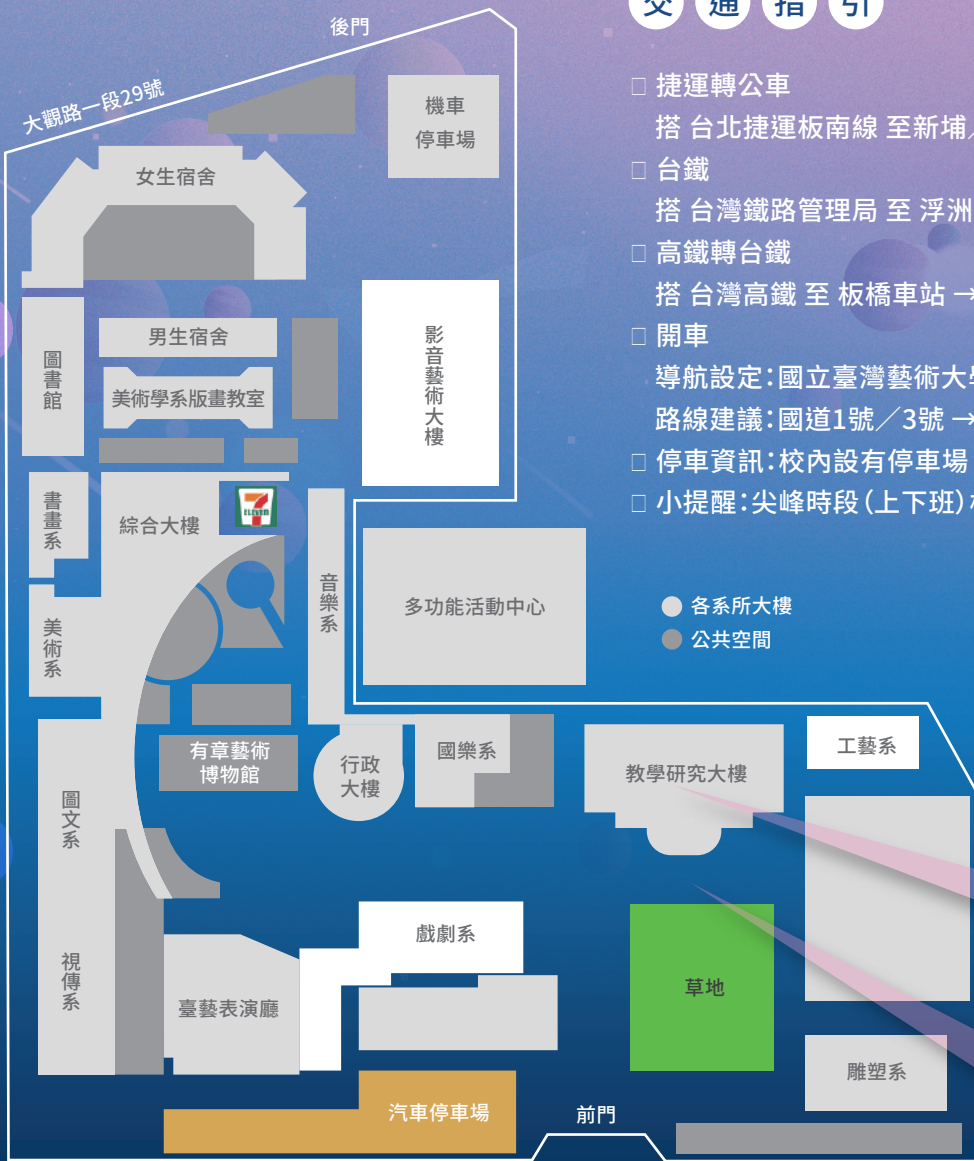 交通指引
後門
大觀路一段29號
機車
停車場
女生宿舍
圖書館
男生宿舍
美術學系版畫教室
影音藝術大樓
書畫系
綜合大樓
7
ELEVEN
音樂系
多功能活動中心
美術系
有章藝術
博物館
行政
大樓
國樂系
教學研究大樓
工藝系
圖文系
戲劇系
視傳系
臺藝表演廳
草地
雕塑系
汽車停車場
前門
□ 捷運轉公車
搭 台北捷運板南線 至新埔
□ 台鐵
搭 台灣鐵路管理局 至 浮洲
□ 高鐵轉台鐵
搭 台灣高鐵 至 板橋車站 →
□ 開車
導航設定：國立臺灣藝術大
路線建議：國道1號／3號 →
□ 停車資訊：校內設有停車場
□ 小提醒：尖峰時段（上下班）
各系所大樓
公共空間